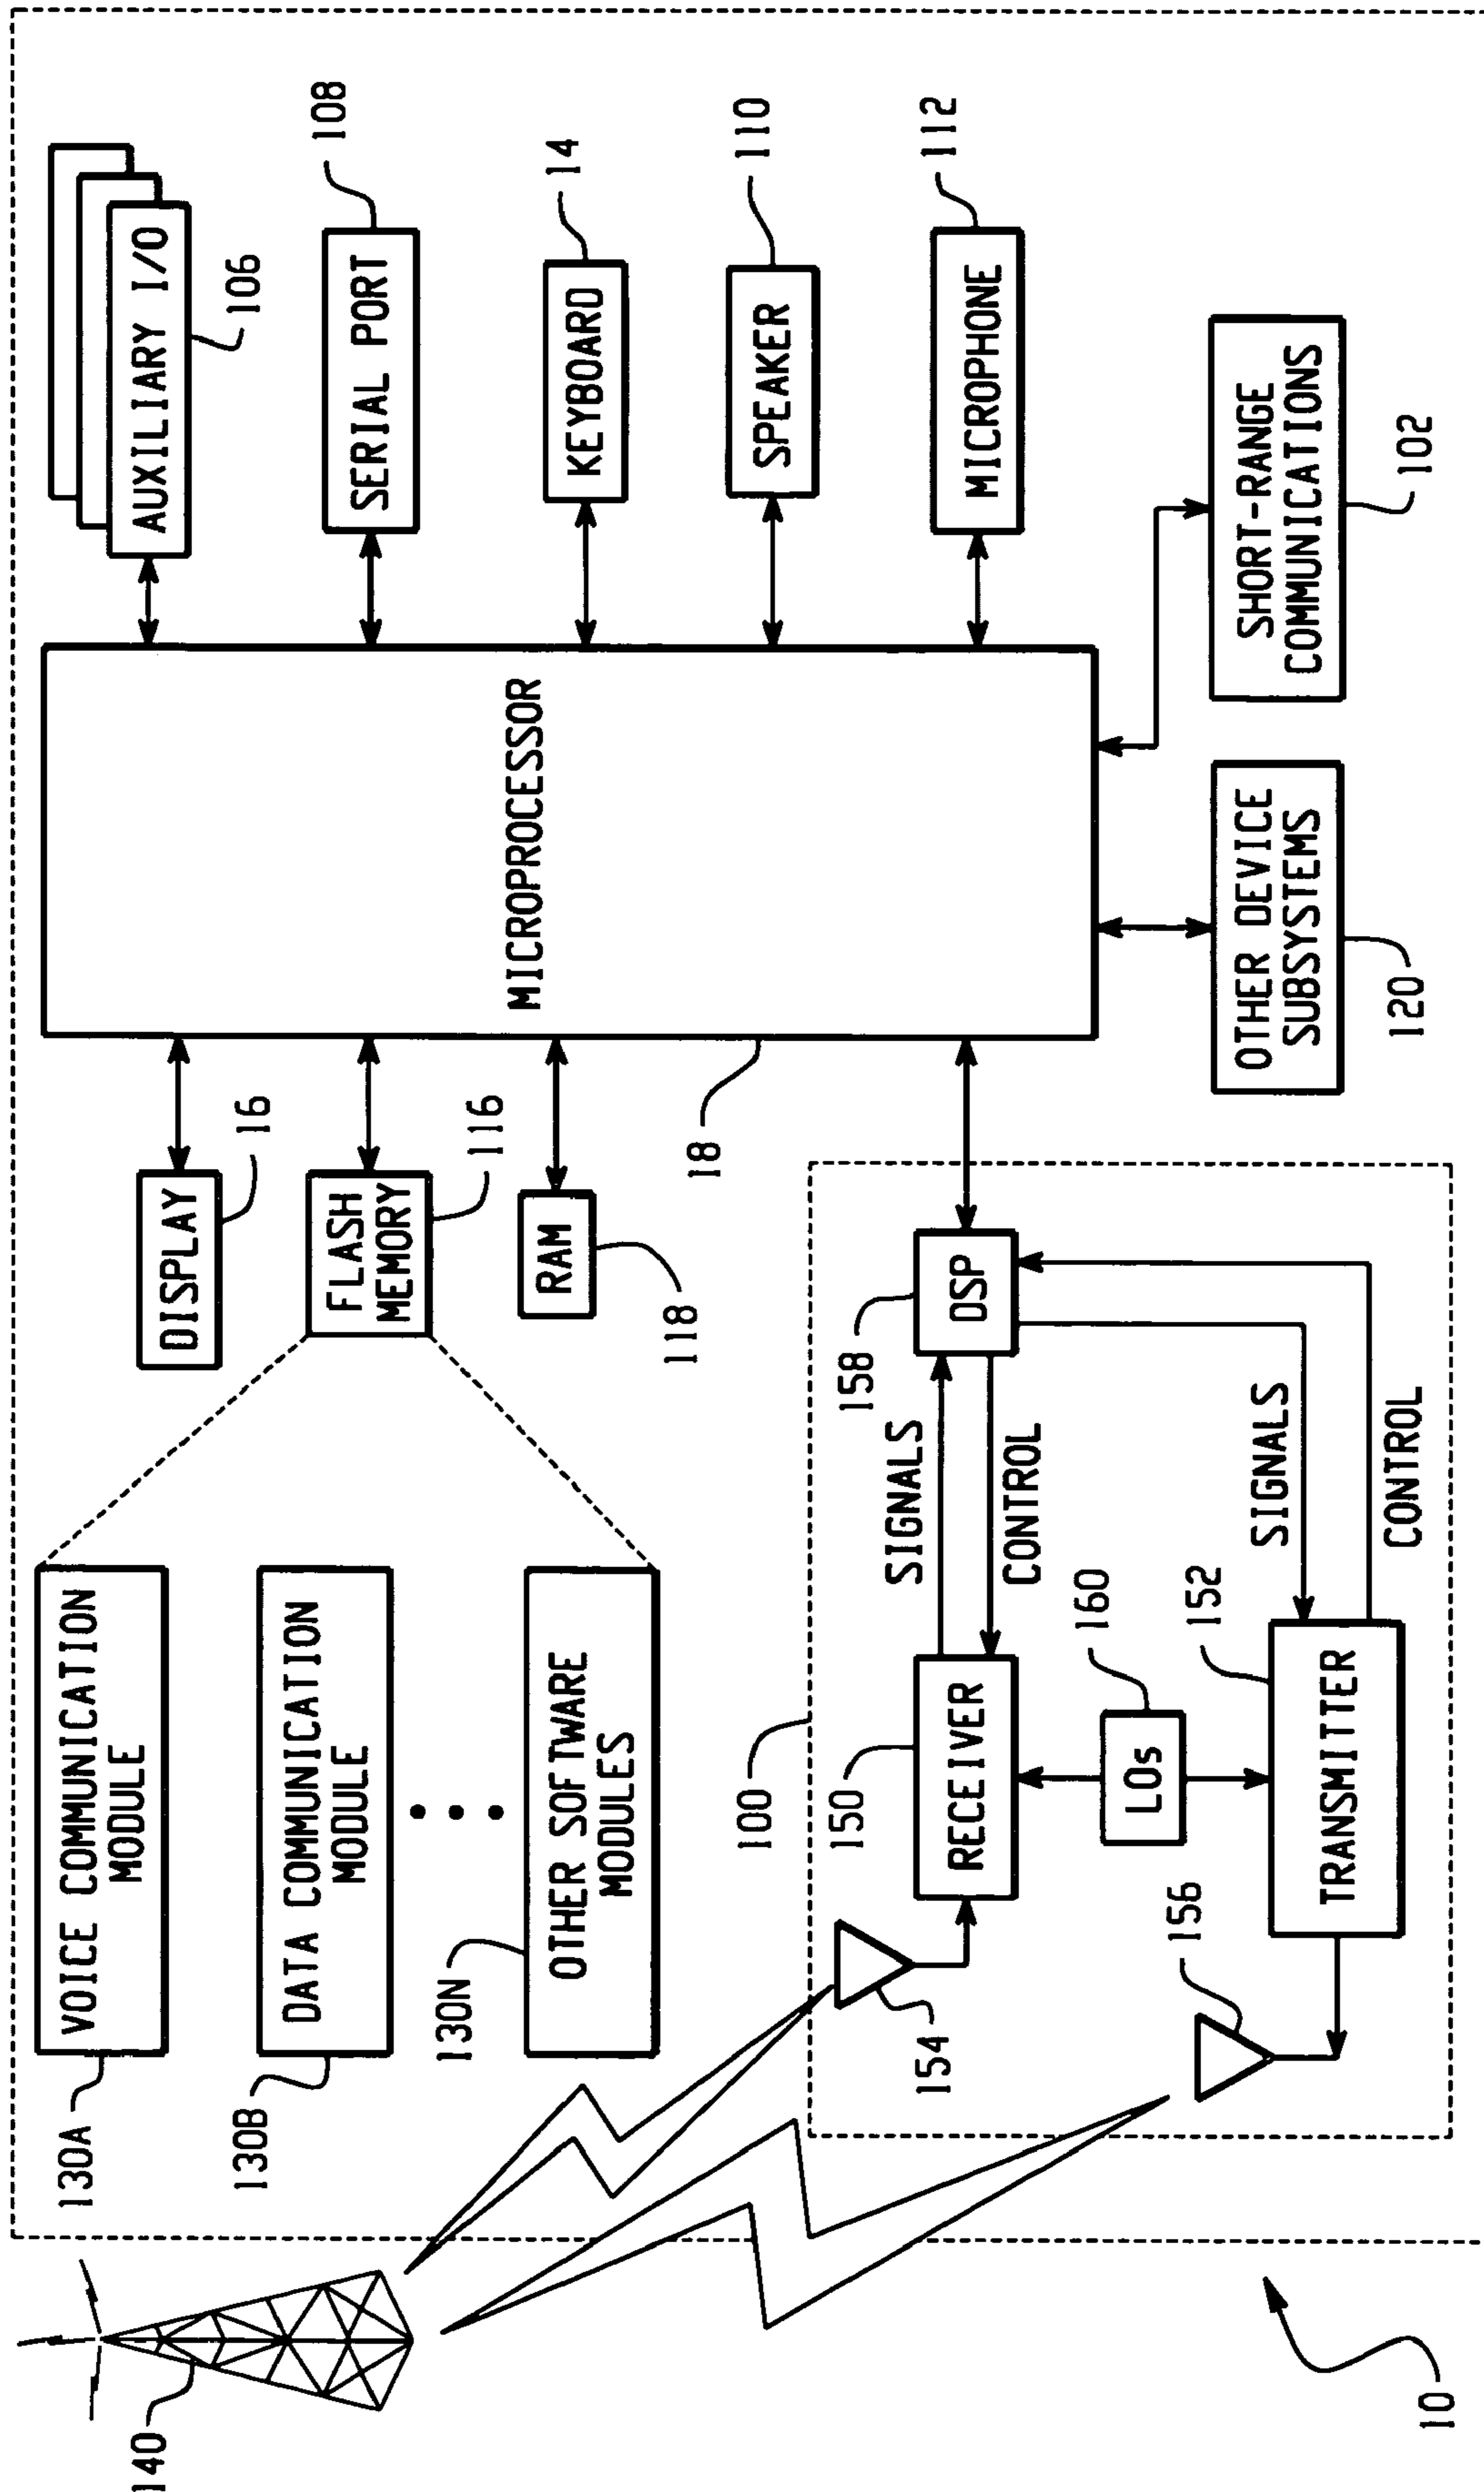 140
130A
VOICE COMMUNICATION
MODULE
130B
DATA COMMUNICATION
MODULE
130N
OTHER SOFTWARE
MODULES
DISPLAY
16
FLASH
MEMORY
116
RAM
118
18
MICROPROCESSOR
AUXILIARY I/O
106
SERIAL PORT
108
KEYBOARD
14
SPEAKER
110
MICROPHONE
112
100
150
RECEIVER
154
SIGNALS
CONTROL
158
DSP
LOs
160
156
TRANSMITTER
152
SIGNALS
CONTROL
OTHER DEVICE
SUBSYSTEMS
120
SHORT-RANGE
COMMUNICATIONS
102
10